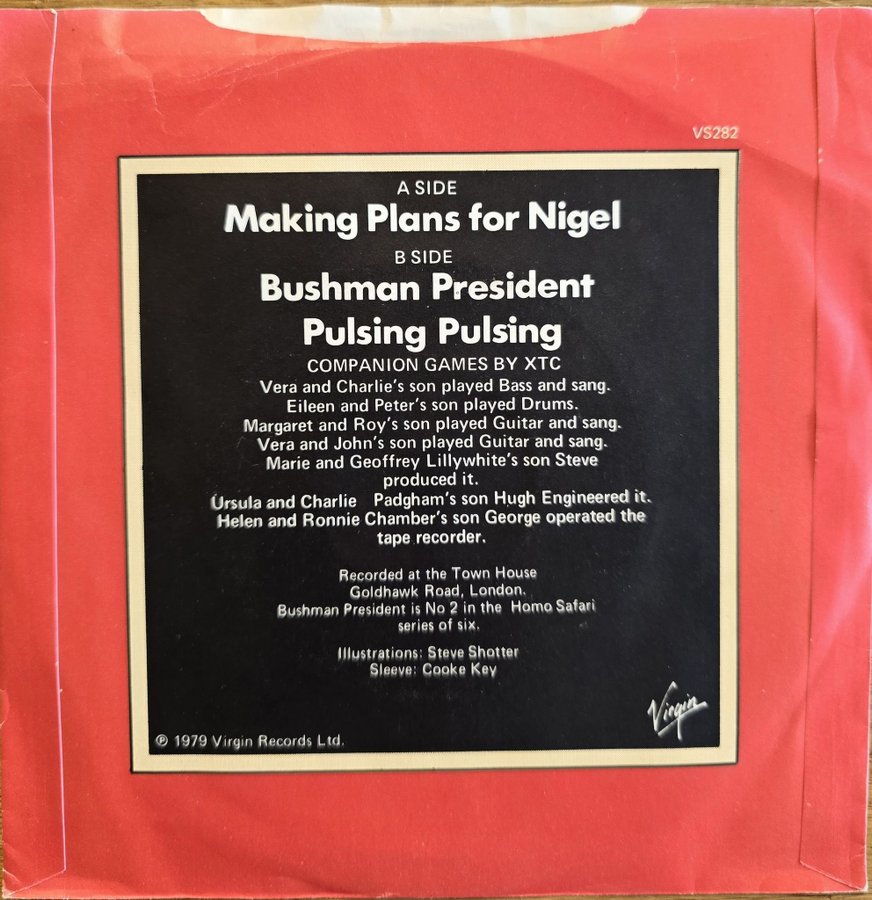 VS282
A SIDE
Making Plans for Nigel
B SIDE
Bushman President
Pulsing Pulsing
COMPANION GAMES BY XTC
Vera and Charlie's son played Bass and sang.
Eileen and Peter's son played Drums.
Margaret and Roy's son played Guitar and sang.
Vera and John's son played Guitar and sang.
Marie and Geoffrey Lillywhite's son Steve
produced it.
Ursula and Charlie Padgham's son Hugh Engineered it.
Helen and Ronnie Chamber's son George operated the
tape recorder.
Recorded at the Town House
Goldhawk Road, London.
Bushman President is No 2 in the Homo Safari
series of six.
Illustrations: Steve Shotter
Sleeve: Cooke Key
Virgin
℗ 1979 Virgin Records Ltd.